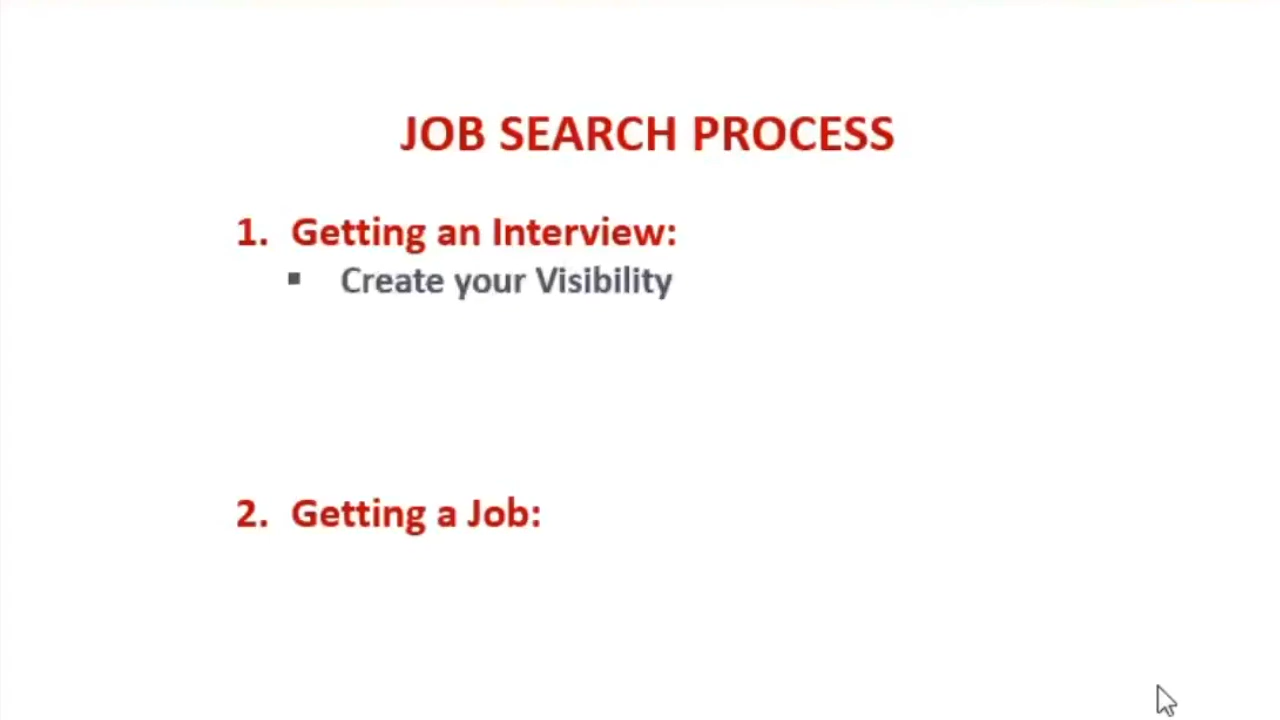 JOB SEARCH PROCESS
1. Getting an Interview:
▪ Create your Visibility
2. Getting a Job: